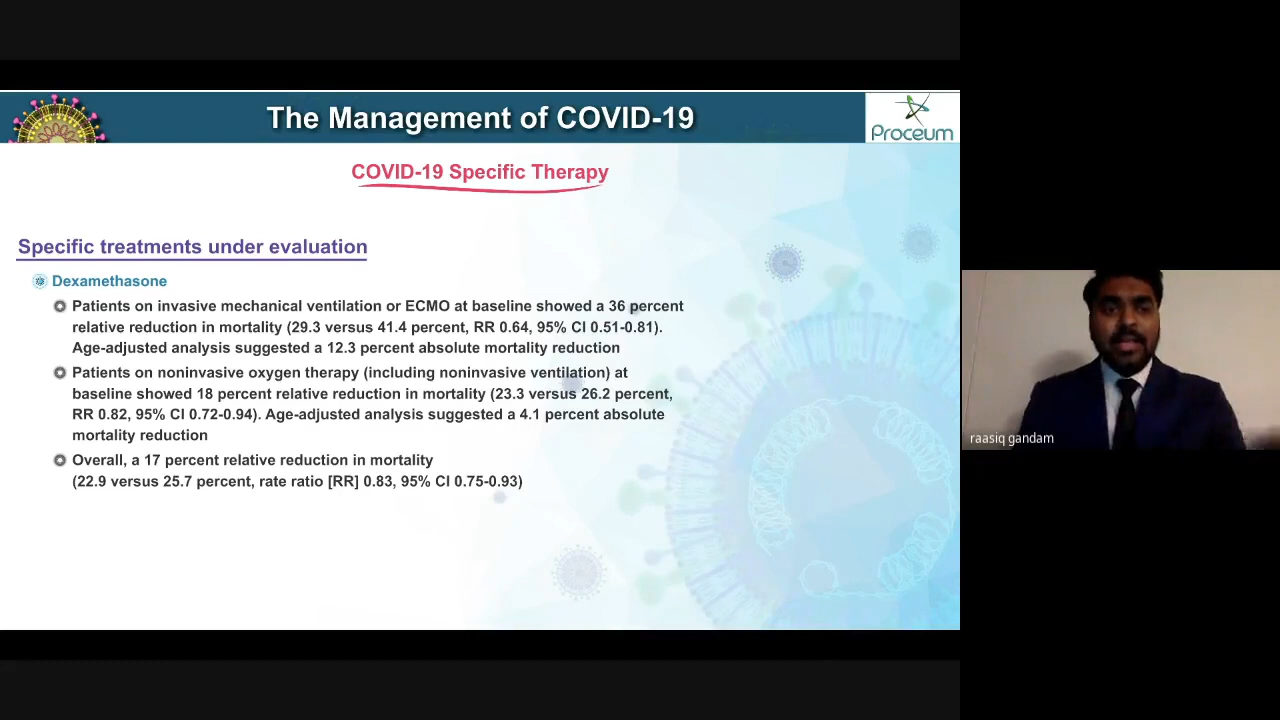 The Management of COVID-19
Proceum
COVID-19 Specific Therapy
Specific treatments under evaluation
Dexamethasone
Patients on invasive mechanical ventilation or ECMO at baseline showed a 36 percent
relative reduction in mortality (29.3 versus 41.4 percent, RR 0.64, 95% CI 0.51-0.81).
Age-adjusted analysis suggested a 12.3 percent absolute mortality reduction
Patients on noninvasive oxygen therapy (including noninvasive ventilation) at
baseline showed 18 percent relative reduction in mortality (23.3 versus 26.2 percent,
RR 0.82, 95% CI 0.72-0.94). Age-adjusted analysis suggested a 4.1 percent absolute
mortality reduction
Overall, a 17 percent relative reduction in mortality
(22.9 versus 25.7 percent, rate ratio [RR] 0.83, 95% CI 0.75-0.93)
raasiq gandam